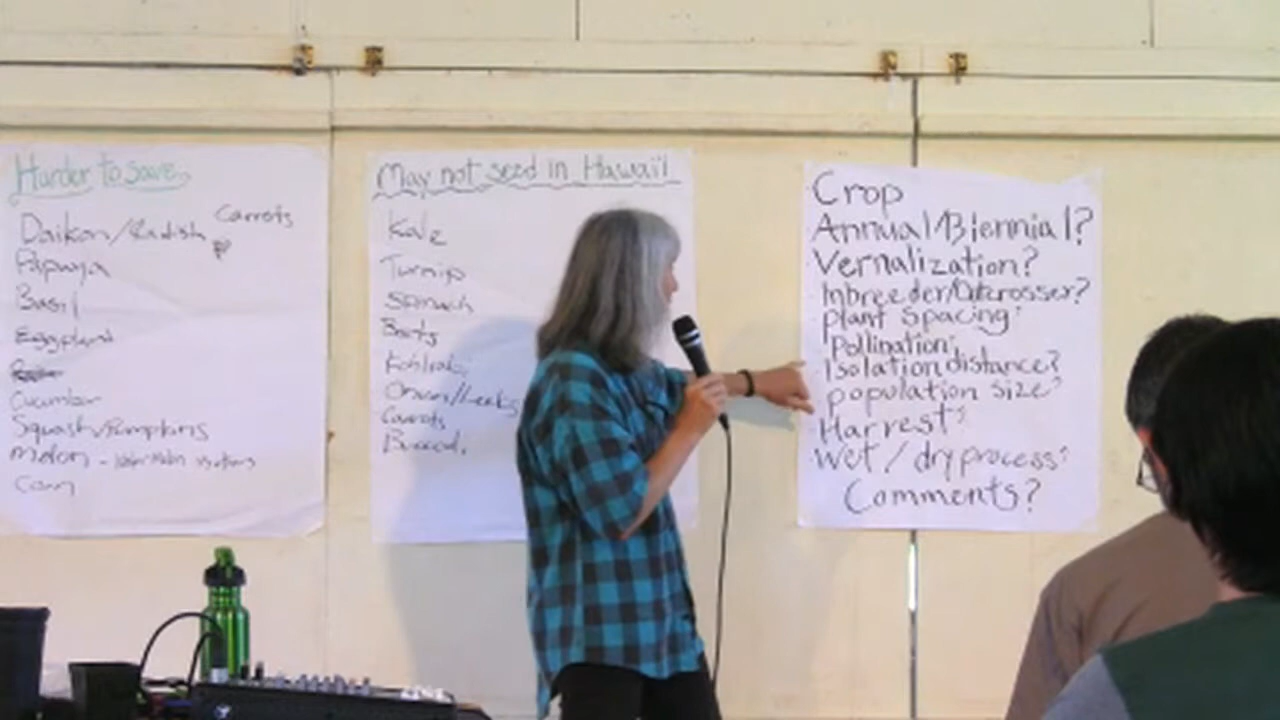 Harder to save
Carrots
Daikon/Radish
Papaya
Basil
Eggplant
Cucumber
Squash/Pumpkins
Melon -
Corn
May not seed in Hawai'i
Kale
Turnip
Spinach
Beets
Kohlrabi
Onions/Leeks
Carrots
Broccoli
Crop
Annual/Biennial?
Vernalization?
Inbreeder/Outcrosser?
plant spacing?
Pollination?
Isolation distance?
population size?
Harvest?
Wet/dry process?
Comments?